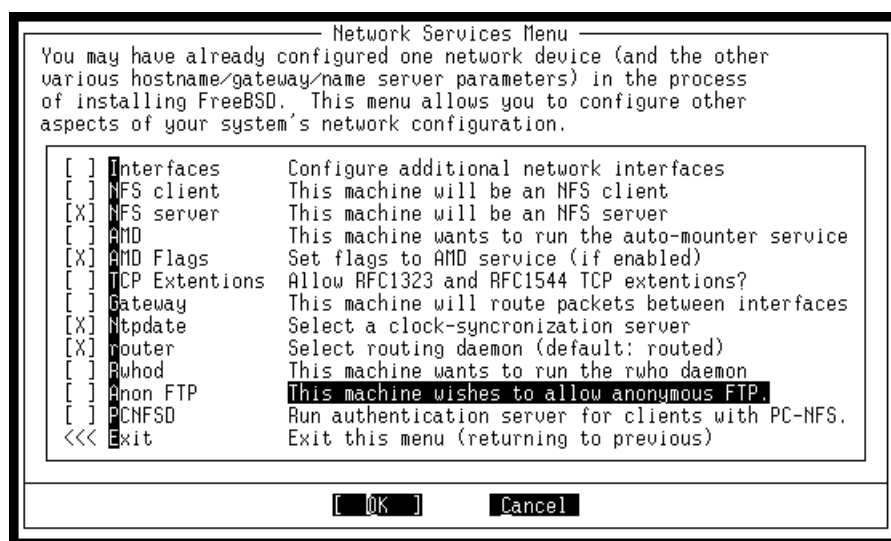 Network Services Menu
You may have already configured one network device (and the other
various hostname/gateway/name server parameters) in the process
of installing FreeBSD.  This menu allows you to configure other
aspects of your system's network configuration.
[ ] Interfaces      Configure additional network interfaces
[ ] NFS client      This machine will be an NFS client
[X] NFS server      This machine will be an NFS server
[ ] AMD             This machine wants to run the auto-mounter service
[X] AMD Flags       Set flags to AMD service (if enabled)
[ ] TCP Extentions  Allow RFC1323 and RFC1544 TCP extentions?
[ ] Gateway         This machine will route packets between interfaces
[X] Ntpdate         Select a clock-syncronization server
[X] router          Select routing daemon (default: routed)
[ ] Rwhod           This machine wants to run the rwho daemon
[ ] Anon FTP        This machine wishes to allow anonymous FTP.
[ ] PCNFSD          Run authentication server for clients with PC-NFS.
<<< Exit            Exit this menu (returning to previous)
[  OK  ]       Cancel